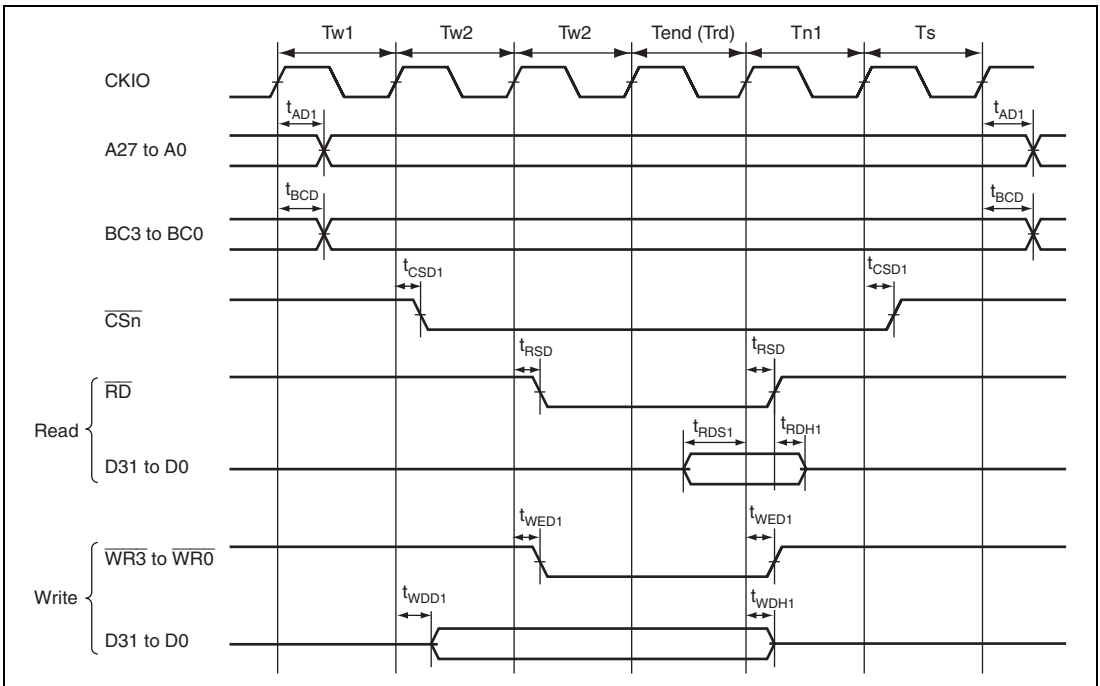 Tw1 Tw2 Tw2 Tend (Trd) Tn1 Ts
CKIO
tAD1 tAD1
A27 to A0
tBCD tBCD
BC3 to BC0
tCSD1 tCSD1
CSn
tRSD tRSD
RD
Read
tRDS1 tRDH1
D31 to D0
tWED1 tWED1
WR3 to WR0
Write
tWDD1 tWDH1
D31 to D0